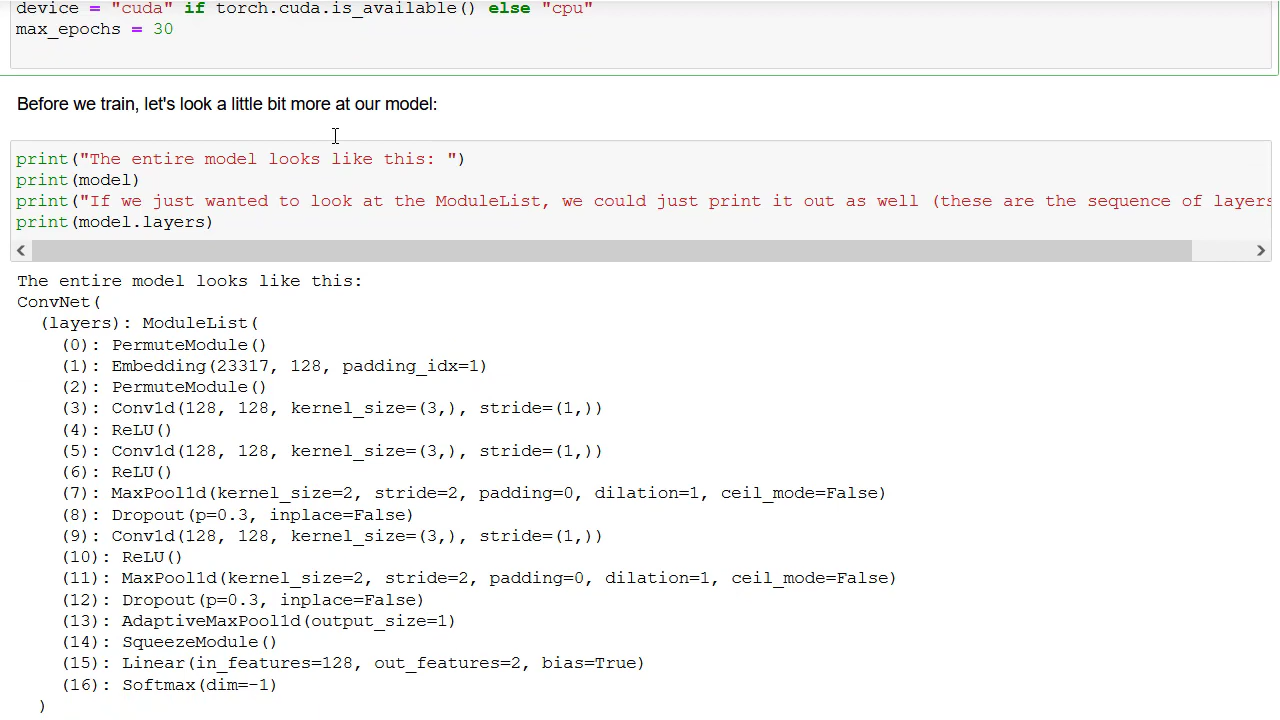 device = "cuda" if torch.cuda.is_available() else "cpu"
max_epochs = 30
Before we train, let's look a little bit more at our model:
print("The entire model looks like this: ")
print(model)
print("If we just wanted to look at the ModuleList, we could just print it out as well (these are the sequence of layers
print(model.layers)
The entire model looks like this:
ConvNet(
  (layers): ModuleList(
    (0): PermuteModule()
    (1): Embedding(23317, 128, padding_idx=1)
    (2): PermuteModule()
    (3): Conv1d(128, 128, kernel_size=(3,), stride=(1,))
    (4): ReLU()
    (5): Conv1d(128, 128, kernel_size=(3,), stride=(1,))
    (6): ReLU()
    (7): MaxPool1d(kernel_size=2, stride=2, padding=0, dilation=1, ceil_mode=False)
    (8): Dropout(p=0.3, inplace=False)
    (9): Conv1d(128, 128, kernel_size=(3,), stride=(1,))
    (10): ReLU()
    (11): MaxPool1d(kernel_size=2, stride=2, padding=0, dilation=1, ceil_mode=False)
    (12): Dropout(p=0.3, inplace=False)
    (13): AdaptiveMaxPool1d(output_size=1)
    (14): SqueezeModule()
    (15): Linear(in_features=128, out_features=2, bias=True)
    (16): Softmax(dim=-1)
  )